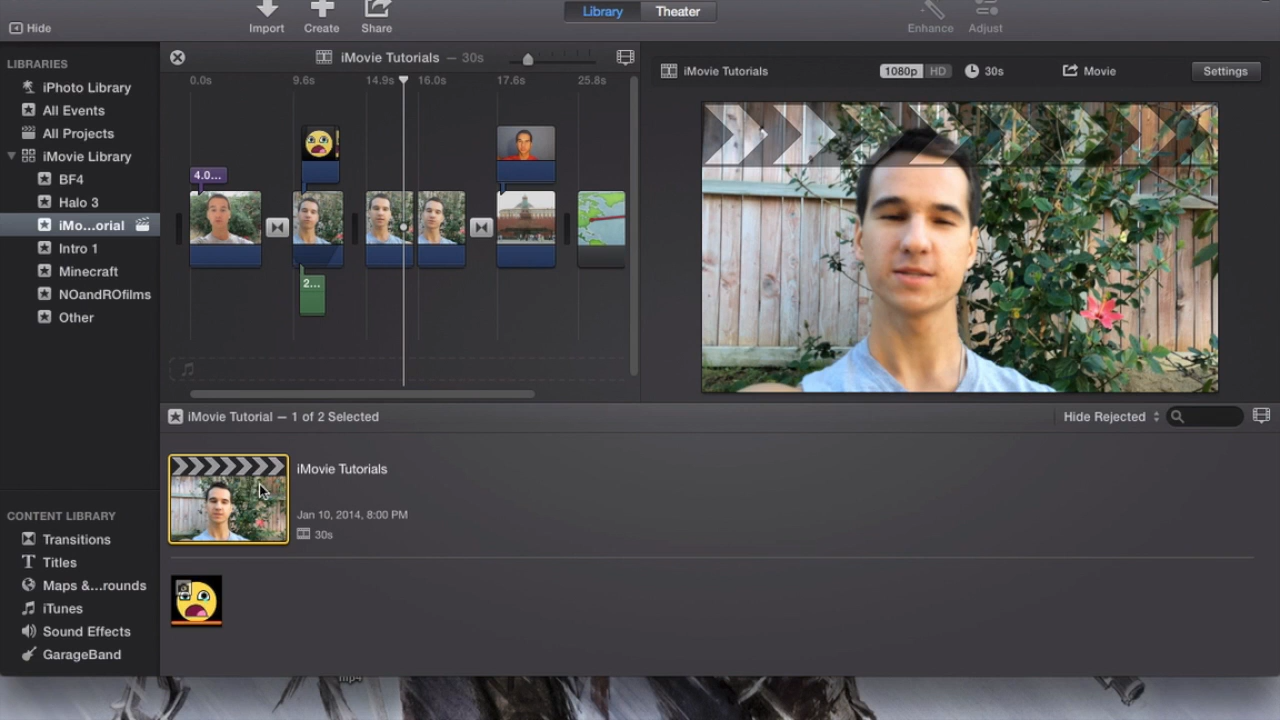 Hide
Import
Create
Share
Library
Theater
Enhance
Adjust
LIBRARIES
iPhoto Library
All Events
All Projects
iMovie Library
BF4
Halo 3
iMo...orial
Intro 1
Minecraft
NOandROfilms
Other
CONTENT LIBRARY
Transitions
Titles
Maps &...rounds
iTunes
Sound Effects
GarageBand
iMovie Tutorials — 30s
0.0s 9.6s 14.9s 16.0s 17.6s 25.8s
4.0...
2...
iMovie Tutorials
1080p HD
30s
Movie
Settings
iMovie Tutorial — 1 of 2 Selected
Hide Rejected
iMovie Tutorials
Jan 10, 2014, 8:00 PM
30s
mp4